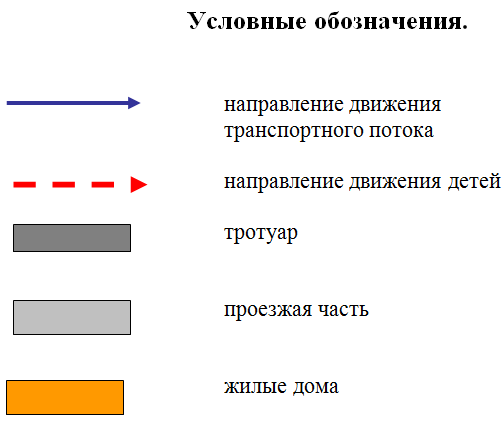 Условные обозначения.
направление движения
транспортного потока
направление движения детей
тротуар
проезжая часть
жилые дома